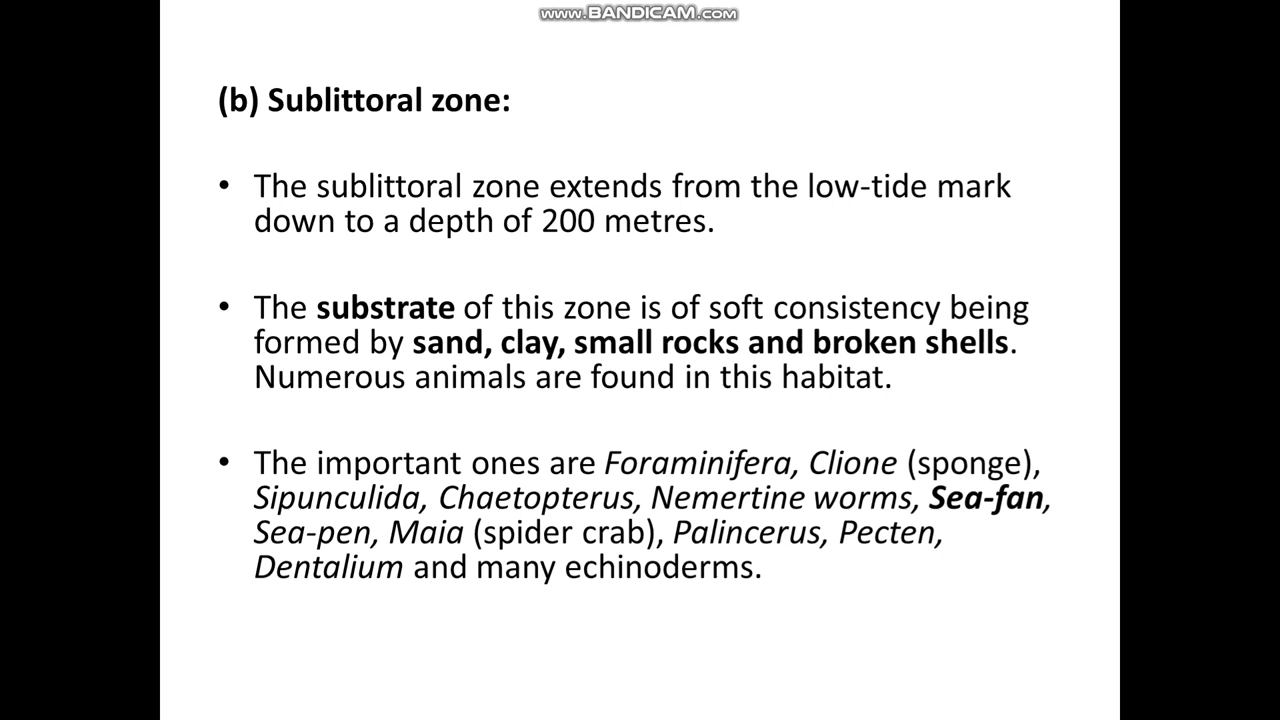 www.BANDICAM.com
(b) Sublittoral zone:
• The sublittoral zone extends from the low-tide mark
down to a depth of 200 metres.
• The substrate of this zone is of soft consistency being
formed by sand, clay, small rocks and broken shells.
Numerous animals are found in this habitat.
• The important ones are Foraminifera, Clione (sponge),
Sipunculida, Chaetopterus, Nemertine worms, Sea-fan,
Sea-pen, Maia (spider crab), Palincerus, Pecten,
Dentalium and many echinoderms.